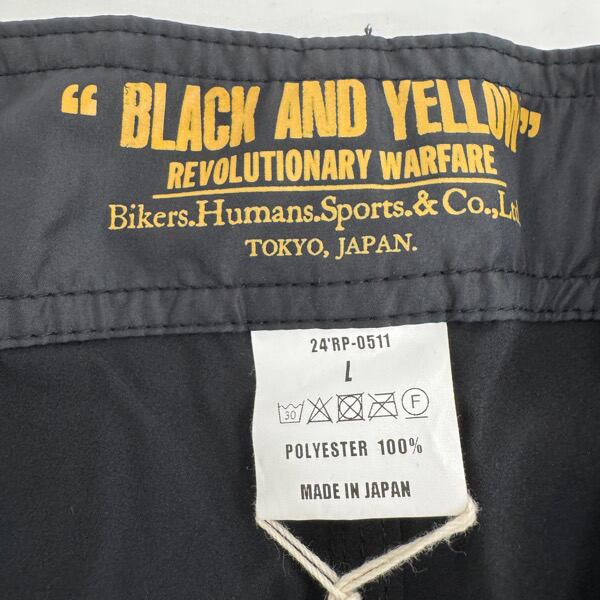 “ BLACK AND YELLOW”
REVOLUTIONARY WARFARE
Bikers.Humans.Sports.& Co.,Ltd
TOKYO, JAPAN.
24'RP-0511
L
30 F
POLYESTER 100%
MADE IN JAPAN